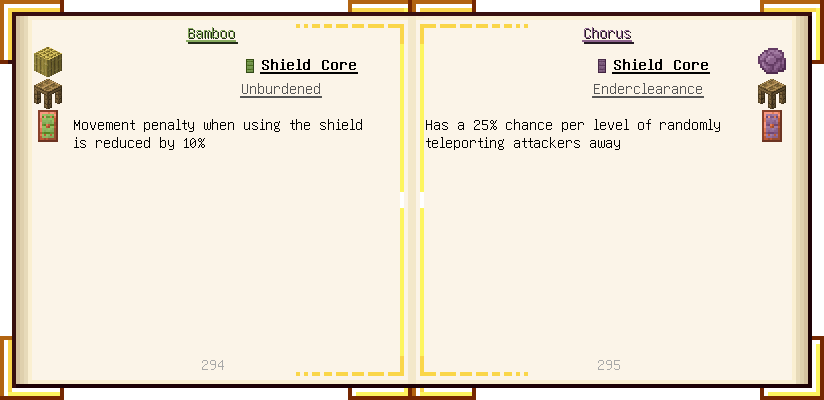 Bamboo
Shield Core
Unburdened
Movement penalty when using the shield
is reduced by 10%
294
Chorus
Shield Core
Enderclearance
Has a 25% chance per level of randomly
teleporting attackers away
295